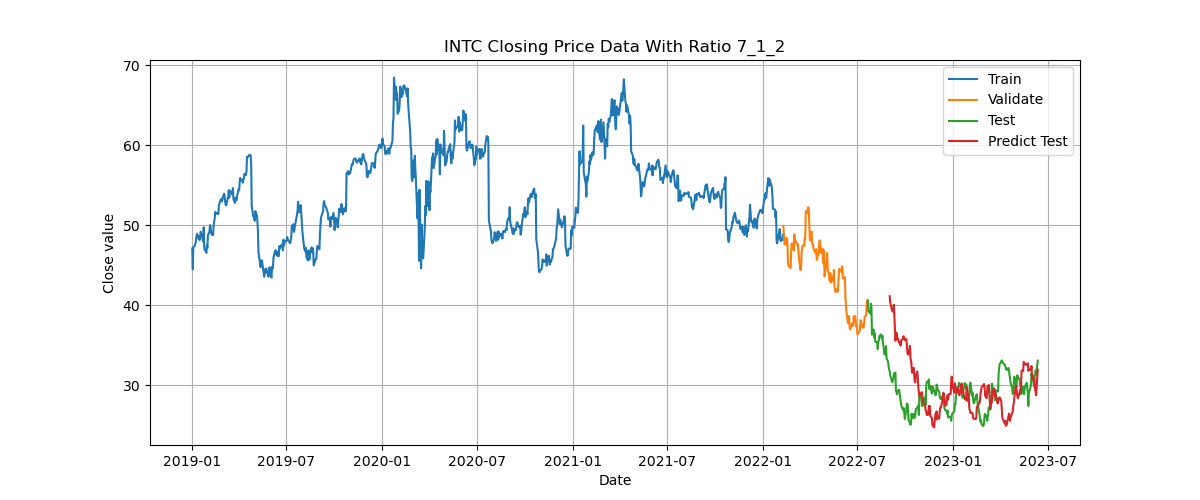 INTC Closing Price Data With Ratio 7_1_2
70
60
50
40
30
Close value
Train
Validate
Test
Predict Test
2019-01 2019-07 2020-01 2020-07 2021-01 2021-07 2022-01 2022-07 2023-01 2023-07
Date